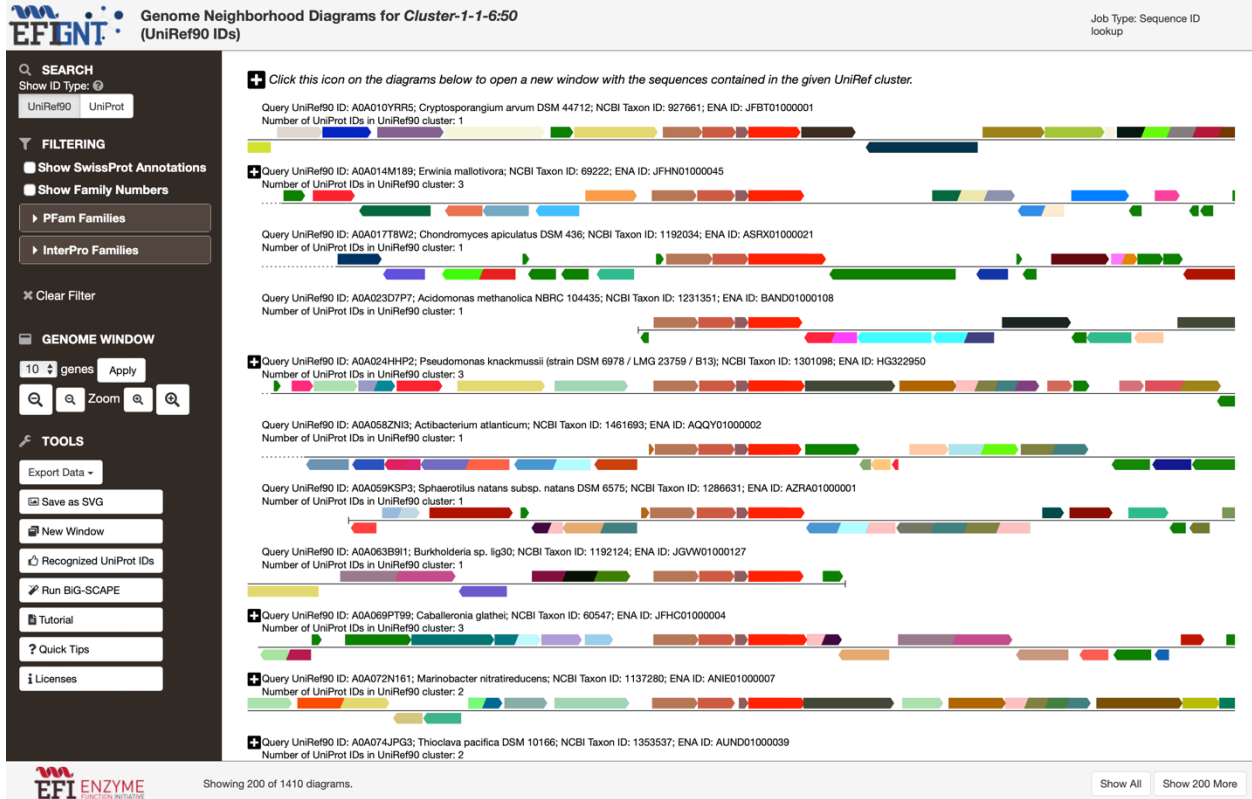 EFIGNT
Genome Neighborhood Diagrams for Cluster-1-1-6:50
(UniRef90 IDs)
Job Type: Sequence ID
lookup
SEARCH
Show ID Type:
UniRef90 UniProt
FILTERING
Show SwissProt Annotations
Show Family Numbers
PFam Families
InterPro Families
Clear Filter
GENOME WINDOW
10 genes Apply
Zoom
TOOLS
Export Data
Save as SVG
New Window
Recognized UniProt IDs
Run BiG-SCAPE
Tutorial
Quick Tips
Licenses
Click this icon on the diagrams below to open a new window with the sequences contained in the given UniRef cluster.
Query UniRef90 ID: A0A010YRR5; Cryptosporangium arvum DSM 44712; NCBI Taxon ID: 927661; ENA ID: JFBT01000001
Number of UniProt IDs in UniRef90 cluster: 1
Query UniRef90 ID: A0A014M189; Erwinia mallotivora; NCBI Taxon ID: 69222; ENA ID: JFHN01000045
Number of UniProt IDs in UniRef90 cluster: 3
Query UniRef90 ID: A0A017T8W2; Chondromyces apiculatus DSM 436; NCBI Taxon ID: 1192034; ENA ID: ASRX01000021
Number of UniProt IDs in UniRef90 cluster: 1
Query UniRef90 ID: A0A023D7P7; Acidomonas methanolica NBRC 104435; NCBI Taxon ID: 1231351; ENA ID: BAND01000108
Number of UniProt IDs in UniRef90 cluster: 1
Query UniRef90 ID: A0A024HHP2; Pseudomonas knackmussii (strain DSM 6978 / LMG 23759 / B13); NCBI Taxon ID: 1301098; ENA ID: HG322950
Number of UniProt IDs in UniRef90 cluster: 3
Query UniRef90 ID: A0A058ZNI3; Actibacterium atlanticum; NCBI Taxon ID: 1461693; ENA ID: AQQY01000002
Number of UniProt IDs in UniRef90 cluster: 1
Query UniRef90 ID: A0A059KSP3; Sphaerotilus natans subsp. natans DSM 6575; NCBI Taxon ID: 1286631; ENA ID: AZRA01000001
Number of UniProt IDs in UniRef90 cluster: 1
Query UniRef90 ID: A0A063B9I1; Burkholderia sp. lig30; NCBI Taxon ID: 1192124; ENA ID: JGVW01000127
Number of UniProt IDs in UniRef90 cluster: 1
Query UniRef90 ID: A0A069PT99; Caballeronia glathei; NCBI Taxon ID: 60547; ENA ID: JFHC01000004
Number of UniProt IDs in UniRef90 cluster: 3
Query UniRef90 ID: A0A072N161; Marinobacter nitratireducens; NCBI Taxon ID: 1137280; ENA ID: ANIE01000007
Number of UniProt IDs in UniRef90 cluster: 2
Query UniRef90 ID: A0A074JPG3; Thioclava pacifica DSM 10166; NCBI Taxon ID: 1353537; ENA ID: AUND01000039
Number of UniProt IDs in UniRef90 cluster: 2
EFI ENZYME
FUNCTION INITIATIVE
Showing 200 of 1410 diagrams.
Show All Show 200 More